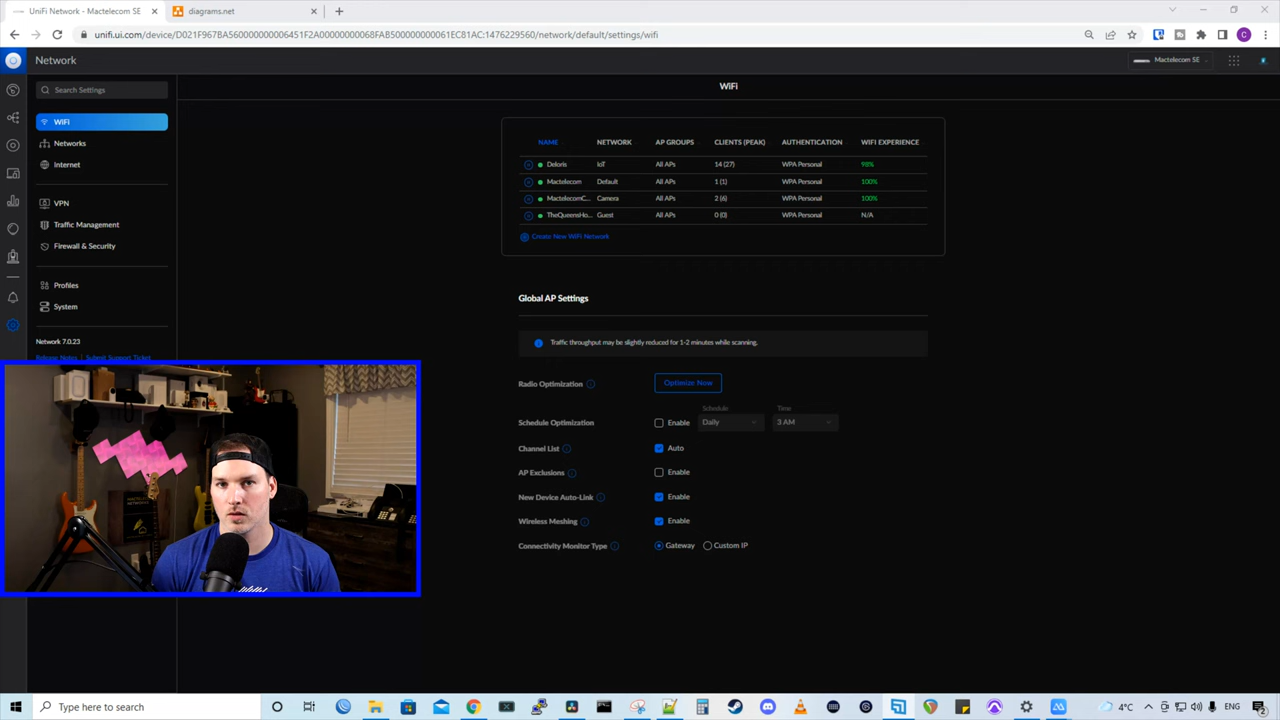 UniFi Network - Mactelecom SE
diagrams.net
unifi.ui.com/device/D021F967BA56000000006451F2A00000000068FAB500000000061EC81AC:1476229560/network/default/settings/wifi
Network
Mactelecom SE
Search Settings
WiFi
WiFi
Networks
Internet
VPN
Traffic Management
Firewall & Security
Profiles
System
Network 7.0.23
Release Notes | Submit Support Ticket
NAME NETWORK AP GROUPS CLIENTS (PEAK) AUTHENTICATION WIFI EXPERIENCE
Deloris IoT All APs 14 (27) WPA Personal 98%
Mactelecom Default All APs 1 (1) WPA Personal 100%
MactelecomC... Camera All APs 2 (6) WPA Personal 100%
TheQueensHo... Guest All APs 0 (0) WPA Personal N/A
Create New WiFi Network
Global AP Settings
Traffic throughput may be slightly reduced for 1-2 minutes while scanning.
Radio Optimization Optimize Now
Schedule Time
Schedule Optimization Enable Daily 3 AM
Channel List Auto
AP Exclusions Enable
New Device Auto-Link Enable
Wireless Meshing Enable
Connectivity Monitor Type Gateway Custom IP
Type here to search
4°C
ENG